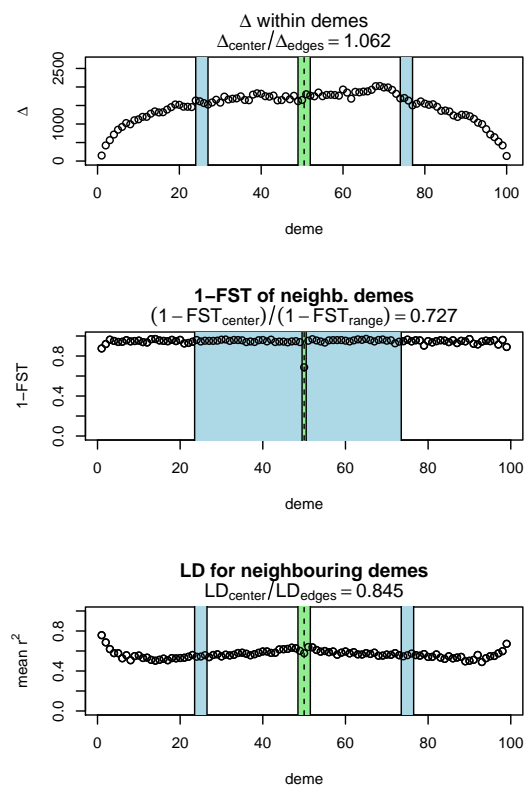 Δ within demes
Δcenter/Δedges = 1.062
2500
1000
0
Δ
0 20 40 60 80 100
deme
1−FST of neighb. demes
(1−FSTcenter)/(1−FSTrange) = 0.727
0.8
0.4
0.0
1−FST
0 20 40 60 80 100
deme
LD for neighbouring demes
LDcenter/LDedges = 0.845
0.8
0.4
0.0
mean r²
0 20 40 60 80 100
deme